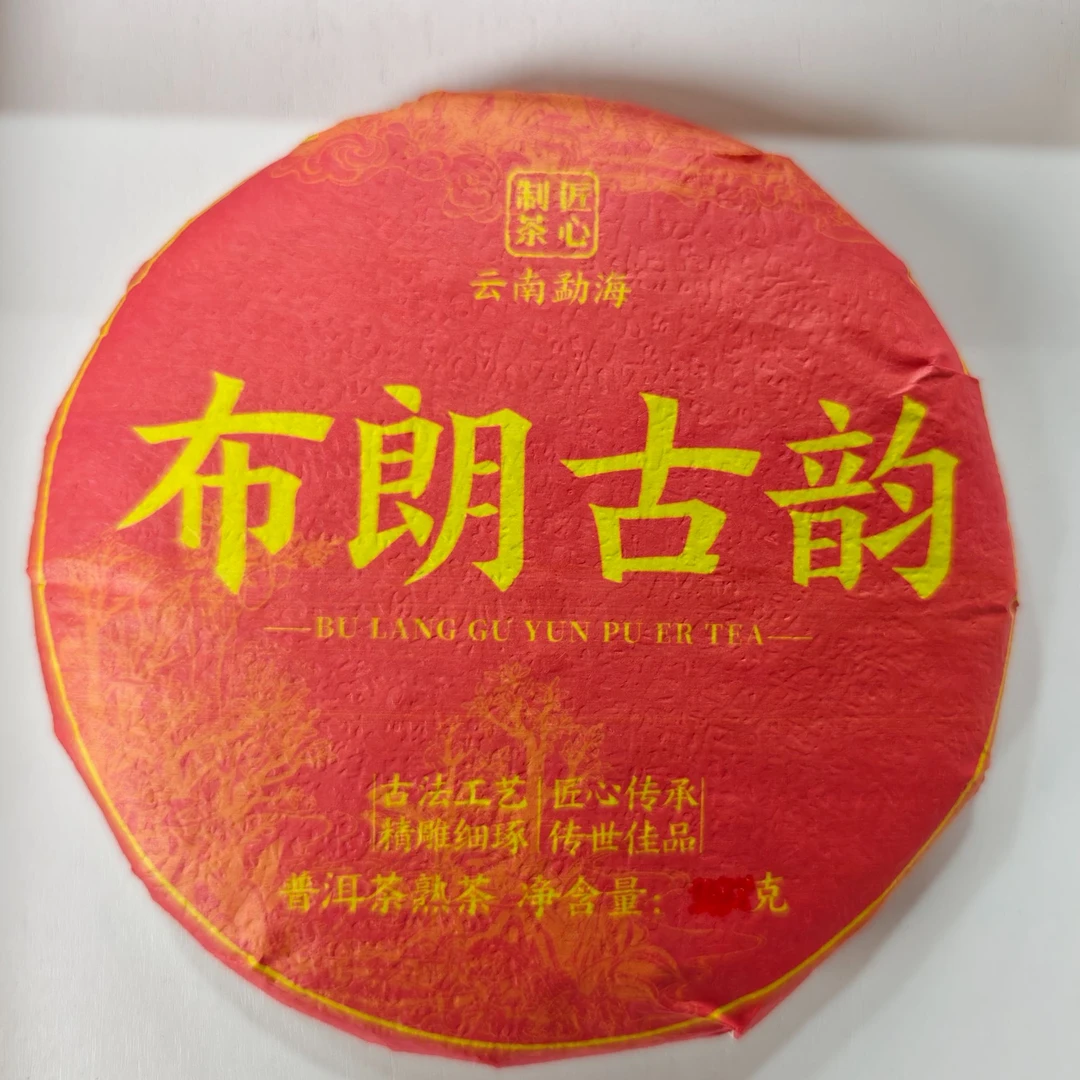 匠心
制茶
云南勐海
布朗古韵
BU LANG GU YUN PU ER TEA
古法工艺 匠心传承
精雕细琢 传世佳品
普洱茶熟茶 净含量：克